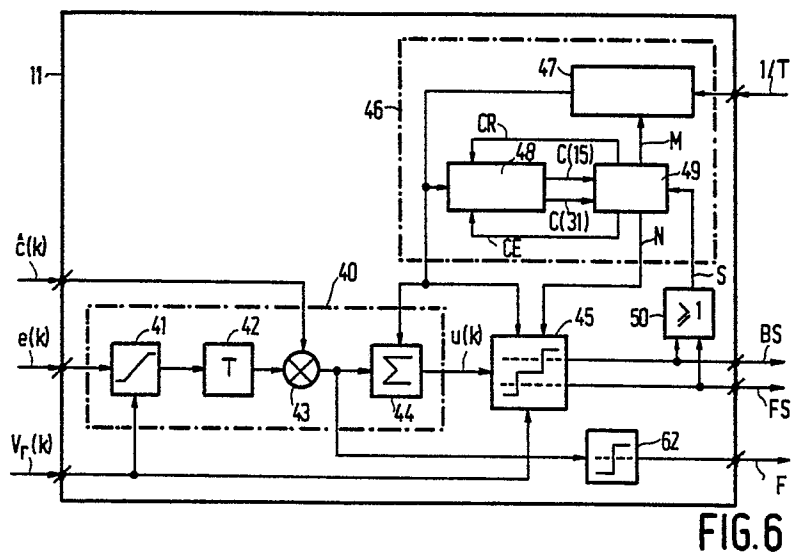 11
1/T
47
46
CR
M
48
C(15)
49
C(31)
CE
N
S
ĉ(k)
40
50
≥1
45
BS
e(k)
41
42
u(k)
T
43
Σ
44
FS
Vr(k)
62
F
FIG.6